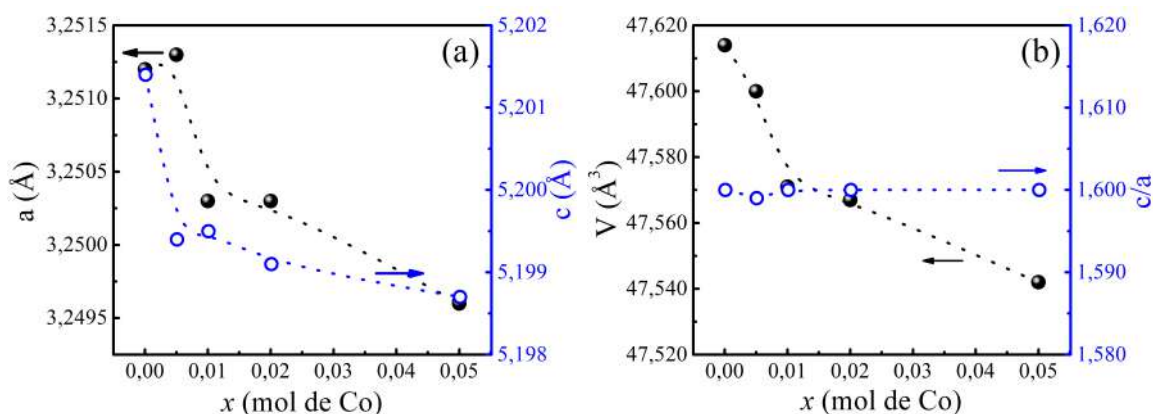 3,2515
3,2510
3,2505
3,2500
3,2495
a (Å)
(a)
5,202
5,201
5,200
5,199
5,198
c (Å)
0,00 0,01 0,02 0,03 0,04 0,05
x (mol de Co)
47,620
47,600
47,580
47,560
47,540
47,520
V (Å³)
(b)
1,620
1,610
1,600
1,590
1,580
c/a
0,00 0,01 0,02 0,03 0,04 0,05
x (mol de Co)